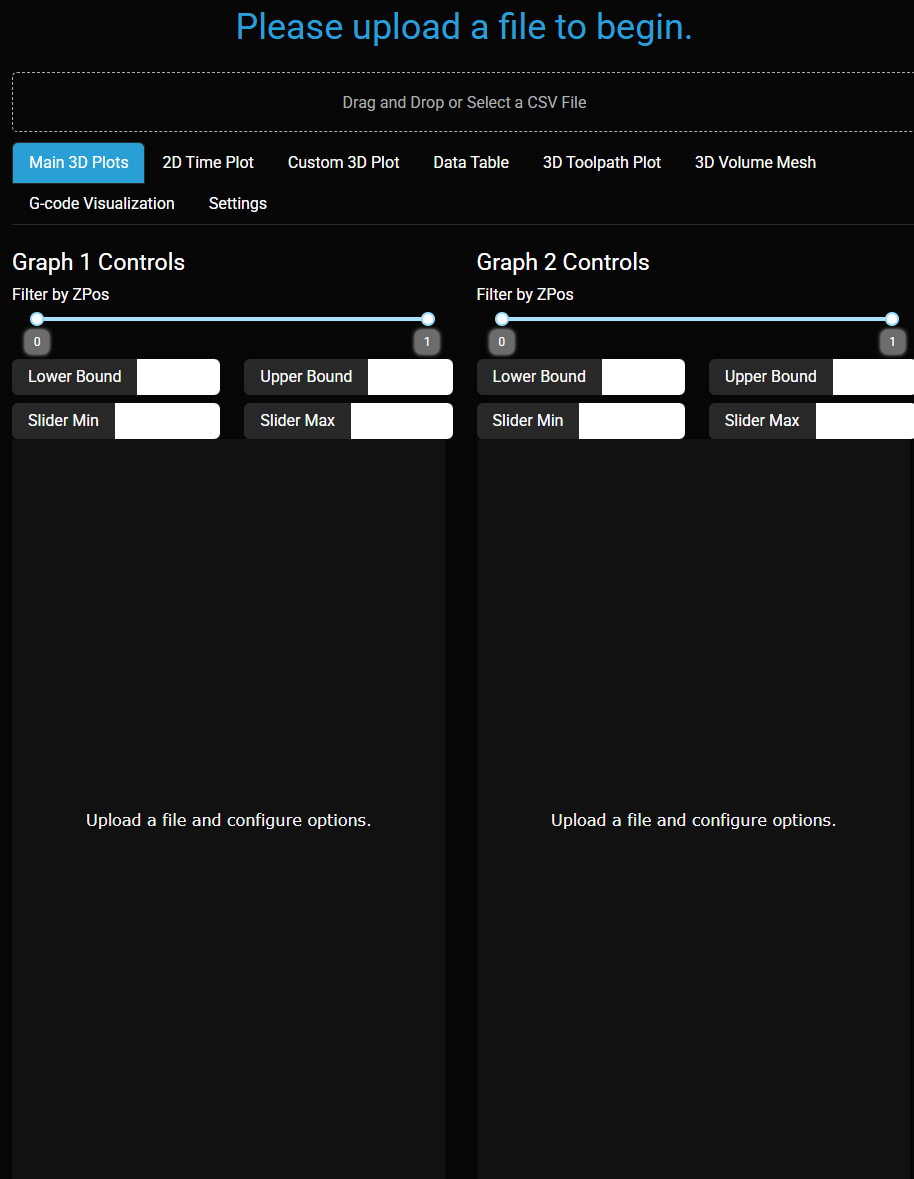 Please upload a file to begin.
Drag and Drop or Select a CSV File
Main 3D Plots 2D Time Plot Custom 3D Plot Data Table 3D Toolpath Plot 3D Volume Mesh
G-code Visualization Settings
Graph 1 Controls Graph 2 Controls
Filter by ZPos Filter by ZPos
0 1 0 1
Lower Bound Upper Bound Lower Bound Upper Bound
Slider Min Slider Max Slider Min Slider Max
Upload a file and configure options. Upload a file and configure options.